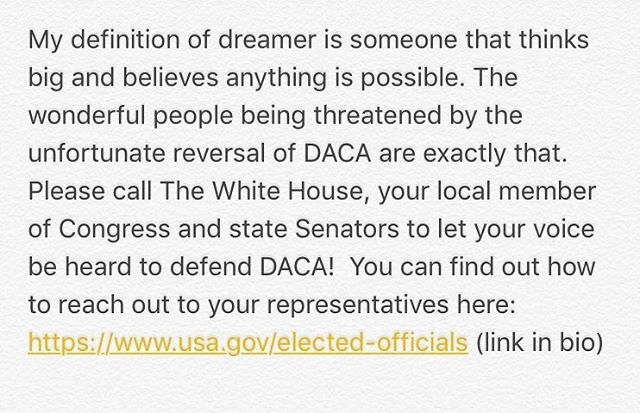 My definition of dreamer is someone that thinks
big and believes anything is possible. The
wonderful people being threatened by the
unfortunate reversal of DACA are exactly that.
Please call The White House, your local member
of Congress and state Senators to let your voice
be heard to defend DACA!  You can find out how
to reach out to your representatives here:
https://www.usa.gov/elected-officials (link in bio)